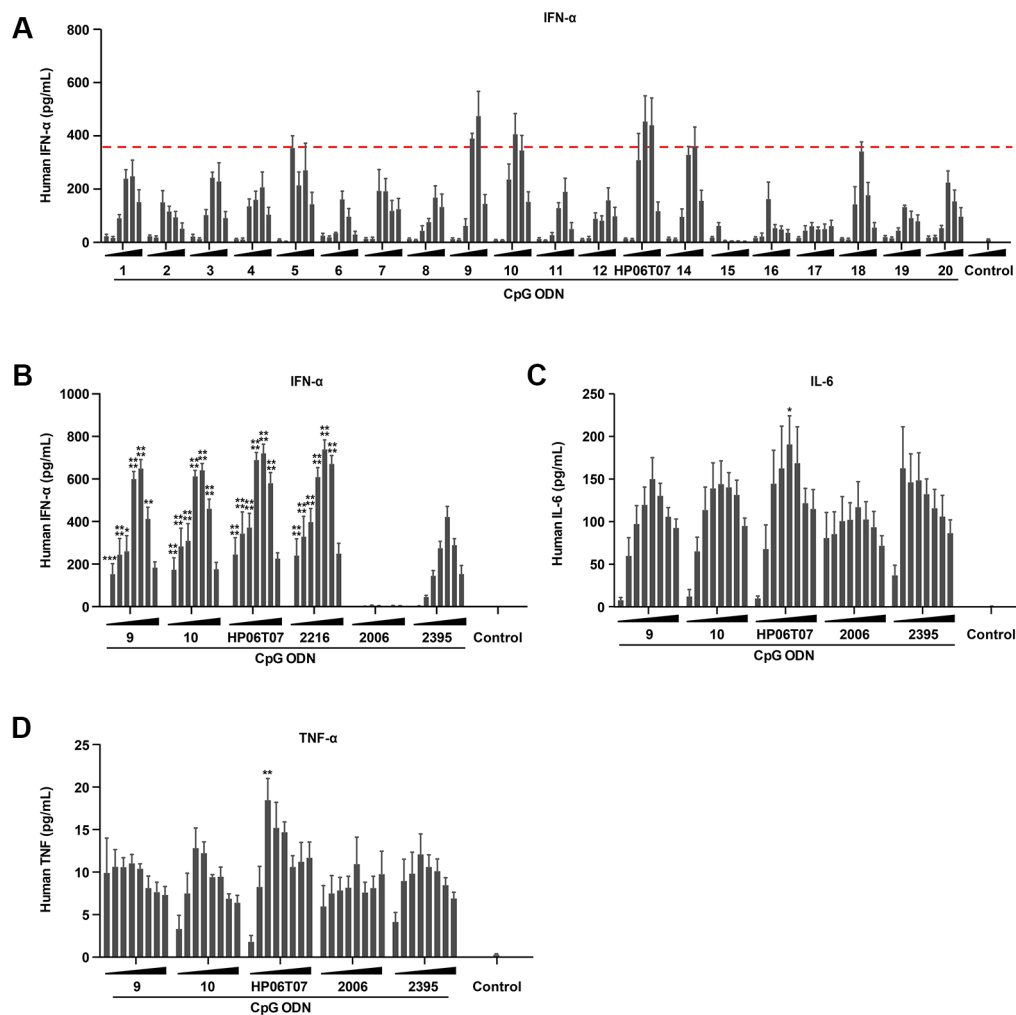 A
IFN-α
Human IFN-α (pg/mL)
800
600
400
200
0
1 2 3 4 5 6 7 8 9 10 11 12 HP06T07 14 15 16 17 18 19 20 Control
CpG ODN
B
IFN-α
Human IFN-α (pg/mL)
1000
800
600
400
200
0
*** ** ** * ** ** ** ** **
** ** ** ** ** ** ** ** ** ** ** **
** ** ** ** ** ** ** ** ** ** ** **
** ** ** ** ** ** ** ** ** ** ** **
9 10 HP06T07 2216 2006 2395 Control
CpG ODN
C
IL-6
Human IL-6 (pg/mL)
250
200
150
100
50
0
*
9 10 HP06T07 2006 2395 Control
CpG ODN
D
TNF-α
Human TNF (pg/mL)
25
20
15
10
5
0
**
9 10 HP06T07 2006 2395 Control
CpG ODN